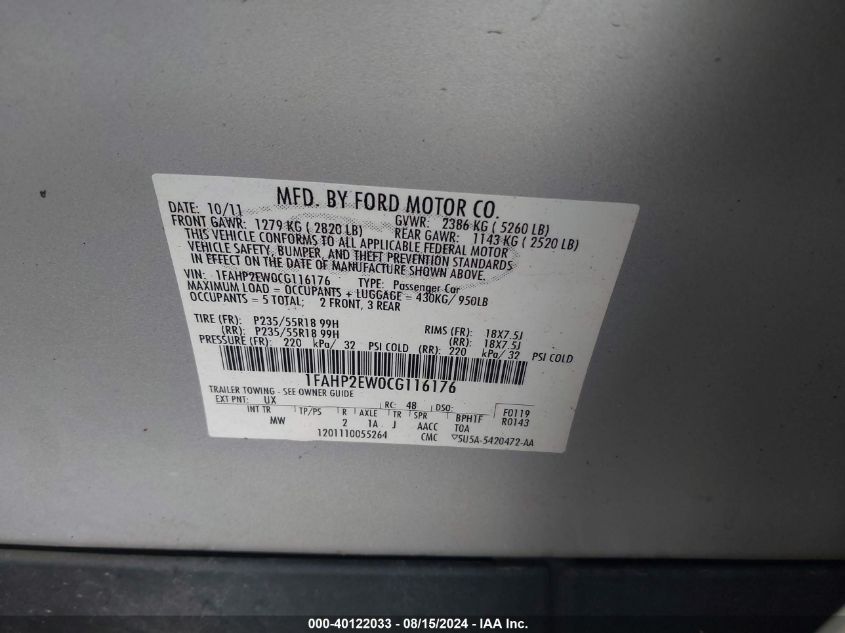 MFD. BY FORD MOTOR CO.
DATE: 10/11 GVWR: 2386 KG ( 5260 LB)
FRONT GAWR: 1279 KG ( 2820 LB) REAR GAWR: 1143 KG ( 2520 LB)
THIS VEHICLE CONFORMS TO ALL APPLICABLE FEDERAL MOTOR
VEHICLE SAFETY, BUMPER, AND THEFT PREVENTION STANDARDS
IN EFFECT ON THE DATE OF MANUFACTURE SHOWN ABOVE.
VIN: 1FAHP2EW0CG116176 TYPE: Passenger Car
MAXIMUM LOAD = OCCUPANTS + LUGGAGE = 430KG/ 950LB
OCCUPANTS = 5 TOTAL; 2 FRONT, 3 REAR
TIRE (FR): P235/55R18 99H RIMS (FR): 18X7.5J
(RR): P235/55R18 99H (RR): 18X7.5J
PRESSURE (FR): 220 kPa/ 32 PSI COLD (RR): 220 kPa/ 32 PSI COLD
1FAHP2EW0CG116176
TRAILER TOWING - SEE OWNER GUIDE
EXT PNT: UX RC: 48 DSO: F0119
INT TR TP/PS R AXLE TR SPR BPH1F R0143
MW 2 1A J AACC TOA
1201110055264 CMC ▽5U5A-5420472-AA
000-40122033 - 08/15/2024 - IAA Inc.